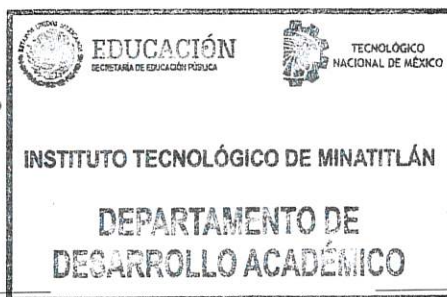 EDUCACIÓN
SECRETARÍA DE EDUCACIÓN PÚBLICA
TECNOLÓGICO
NACIONAL DE MÉXICO
INSTITUTO TECNOLÓGICO DE MINATITLÁN
DEPARTAMENTO DE
DESARROLLO ACADÉMICO